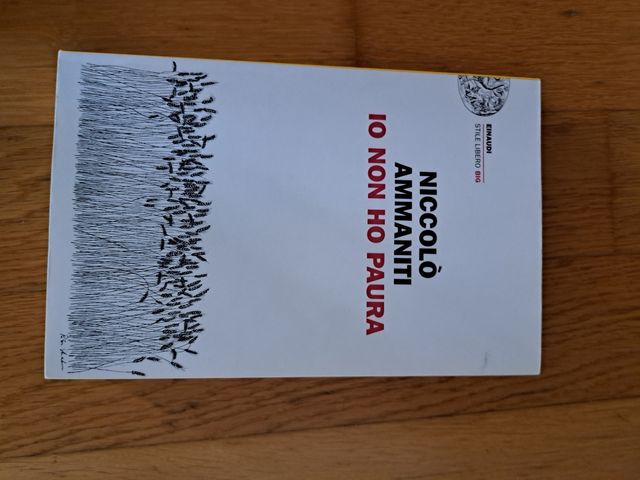 EINAUDI
STILE LIBERO BIG
NICCOLÒ
AMMANITI
IO NON HO PAURA